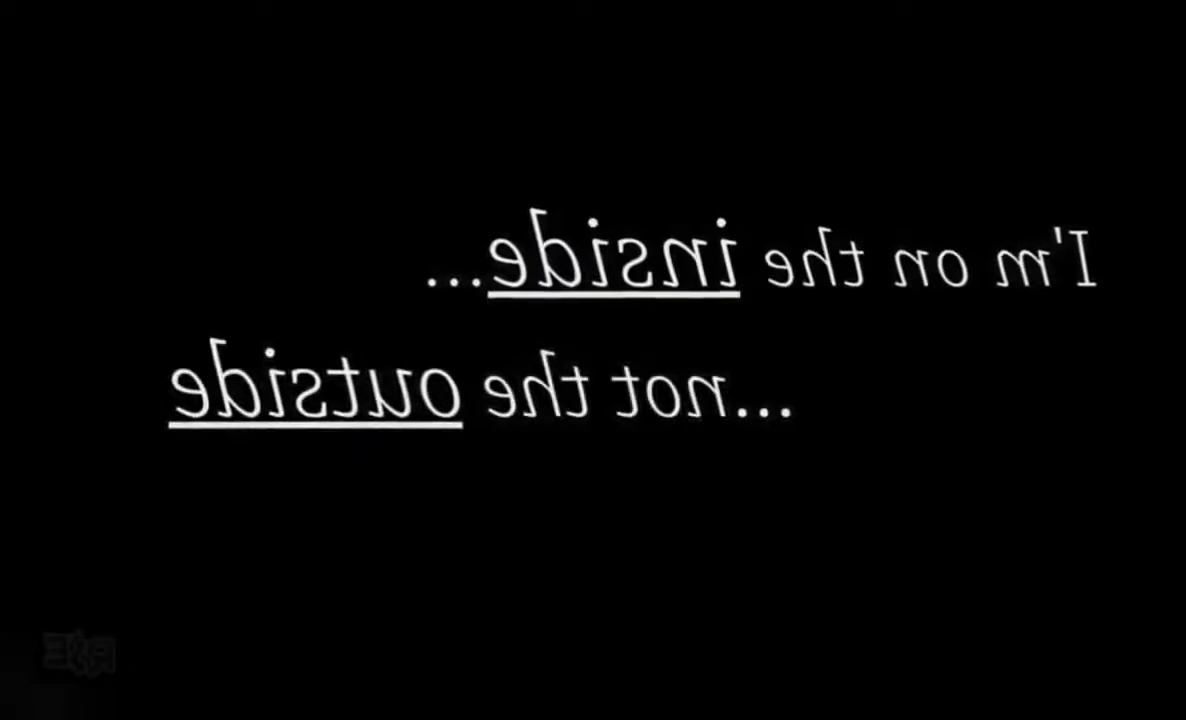 I'm on the inside...
...not the outside